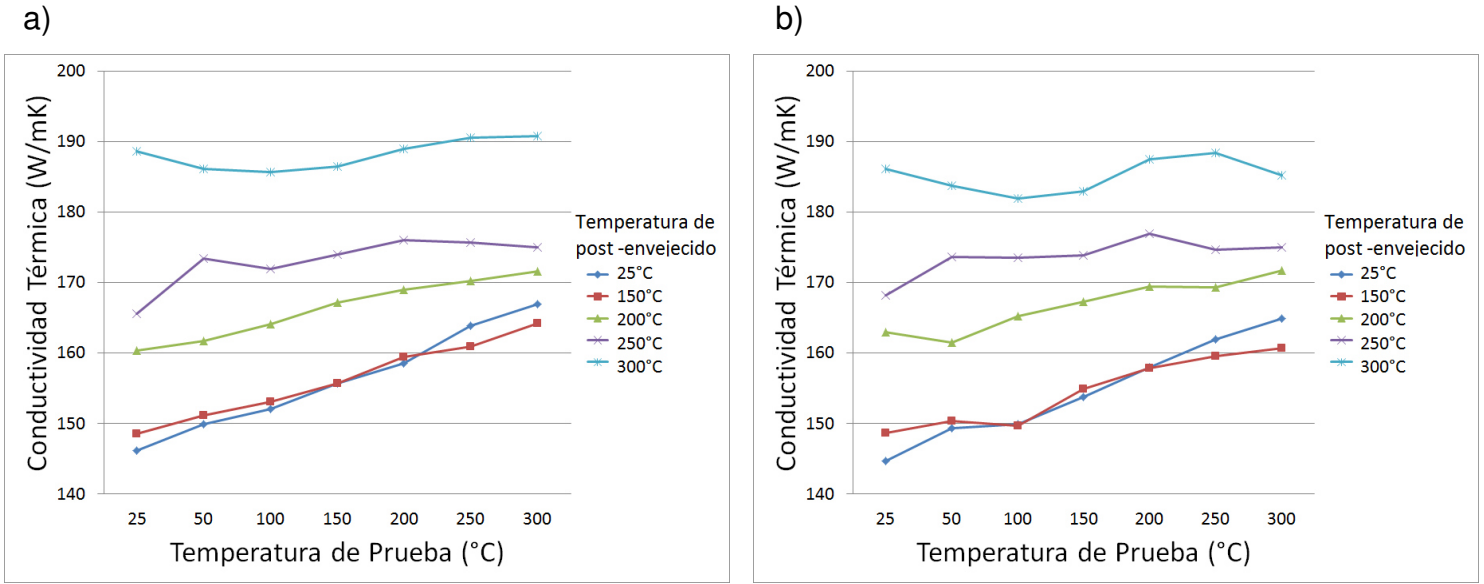 a)
200
190
180
170
160
150
140
Conductividad Térmica (W/mK)
25 50 100 150 200 250 300
Temperatura de Prueba (°C)
Temperatura de
post -envejecido
25°C
150°C
200°C
250°C
300°C
b)
200
190
180
170
160
150
140
Conductividad Térmica (W/mK)
25 50 100 150 200 250 300
Temperatura de Prueba (°C)
Temperatura de
post -envejecido
25°C
150°C
200°C
250°C
300°C